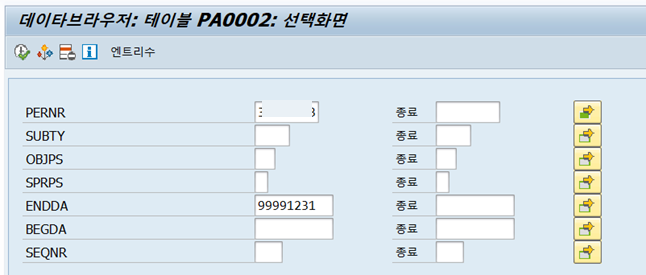 데이타브라우저: 테이블 PA0002: 선택화면
엔트리수
PERNR 종료
SUBTY 종료
OBJPS 종료
SPRPS 종료
ENDDA 99991231 종료
BEGDA 종료
SEQNR 종료